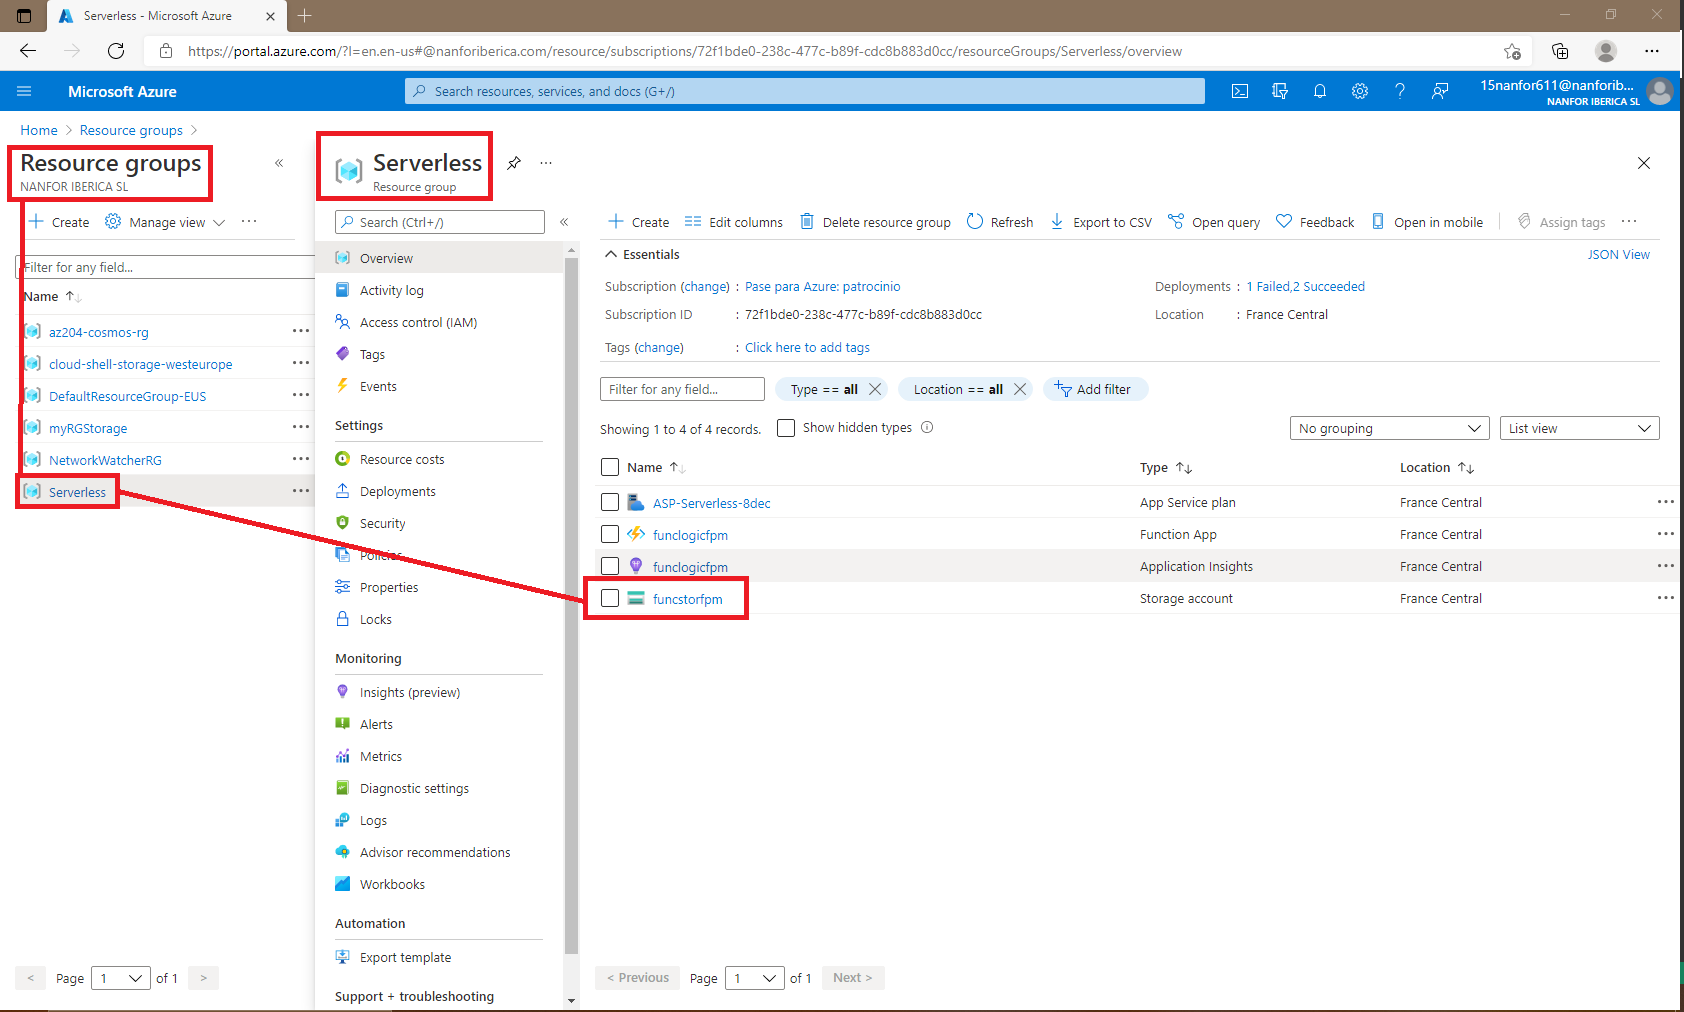 Serverless - Microsoft Azure
https://portal.azure.com/?l=en.en-us#@nanforiberica.com/resource/subscriptions/72f1bde0-238c-477c-b89f-cdc8b883d0cc/resourceGroups/Serverless/overview
Microsoft Azure
Search resources, services, and docs (G+/)
15nanfor611@nanforib...
NANFOR IBERICA SL
Home > Resource groups >
Resource groups
NANFOR IBERICA SL
Create
Manage view
Filter for any field...
Name
az204-cosmos-rg
cloud-shell-storage-westeurope
DefaultResourceGroup-EUS
myRGStorage
NetworkWatcherRG
Serverless
< Page 1 of 1 >
Serverless
Resource group
Search (Ctrl+/)
Overview
Activity log
Access control (IAM)
Tags
Events
Settings
Resource costs
Deployments
Security
Policies
Properties
Locks
Monitoring
Insights (preview)
Alerts
Metrics
Diagnostic settings
Logs
Advisor recommendations
Workbooks
Automation
Export template
Support + troubleshooting
Create Edit columns Delete resource group Refresh Export to CSV Open query Feedback Open in mobile Assign tags
Essentials
JSON View
Subscription (change) : Pase para Azure: patrocinio
Deployments : 1 Failed,2 Succeeded
Subscription ID : 72f1bde0-238c-477c-b89f-cdc8b883d0cc
Location : France Central
Tags (change) : Click here to add tags
Filter for any field... Type == all Location == all Add filter
Showing 1 to 4 of 4 records. Show hidden types
No grouping
List view
Name Type Location
ASP-Serverless-8dec App Service plan France Central
funclogicfpm Function App France Central
funclogicfpm Application Insights France Central
funcstorfpm Storage account France Central
< Previous Page 1 of 1 Next >